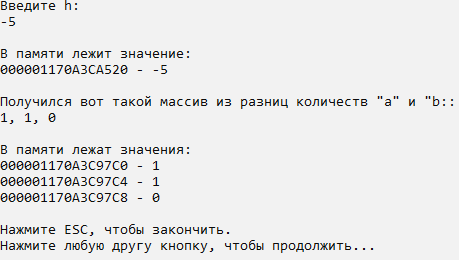 Введите h:
-5
В памяти лежит значение:
000001170A3CA520 - -5
Получился вот такой массив из разниц количеств "a" и "b::
1, 1, 0
В памяти лежат значения:
000001170A3C97C0 - 1
000001170A3C97C4 - 1
000001170A3C97C8 - 0
Нажмите ESC, чтобы закончить.
Нажмите любую другу кнопку, чтобы продолжить...